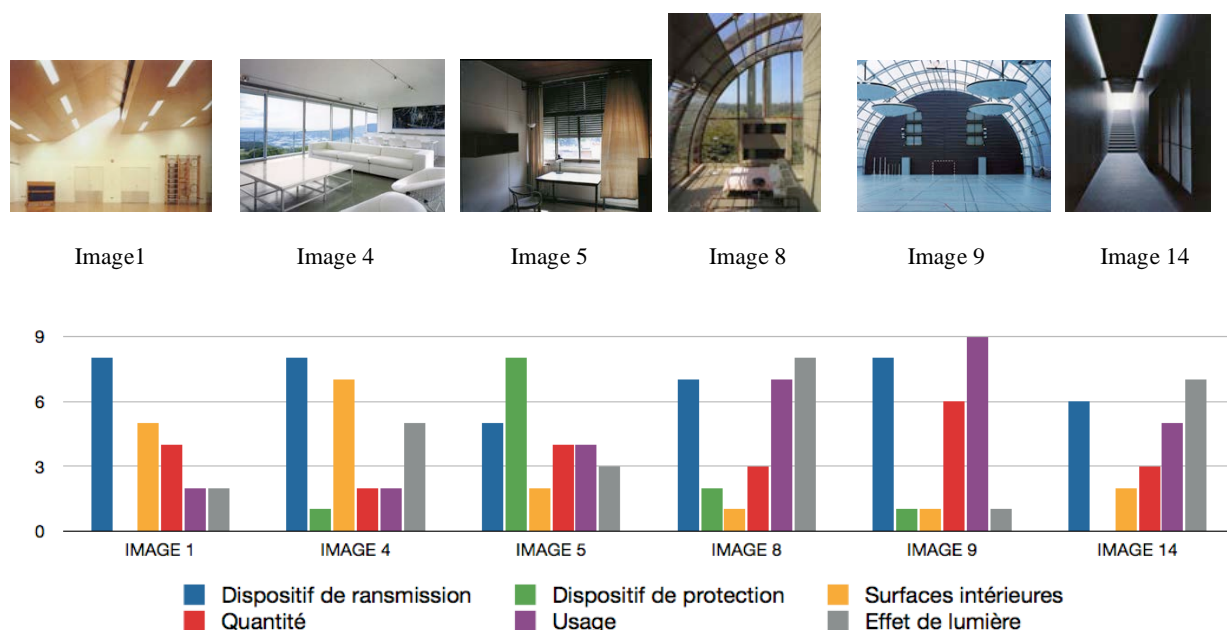 Image1 Image 4 Image 5 Image 8 Image 9 Image 14
9
6
3
0
IMAGE 1 IMAGE 4 IMAGE 5 IMAGE 8 IMAGE 9 IMAGE 14
Dispositif de ransmission Dispositif de protection Surfaces intérieures
Quantité Usage Effet de lumière